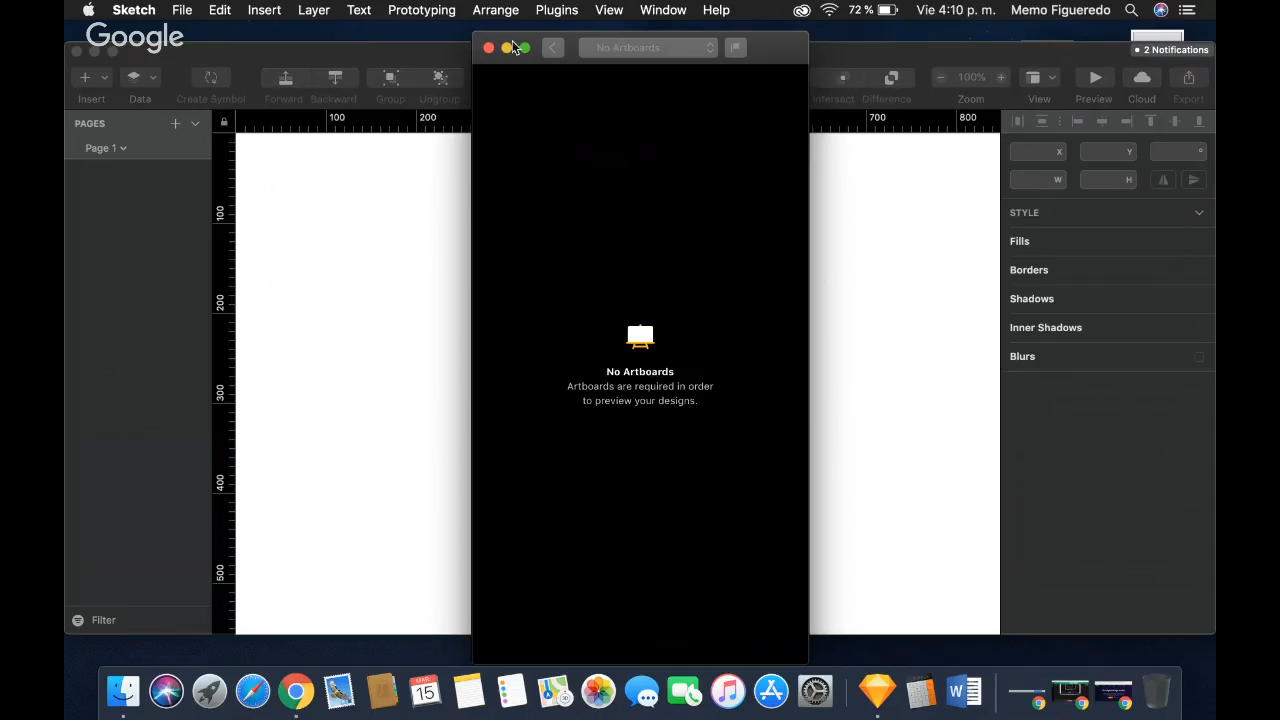 Sketch File Edit Insert Layer Text Prototyping Arrange Plugins View Window Help 72 % Vie 4:10 p. m. Memo Figueredo
Google
No Artboards
2 Notifications
Insert Data Create Symbol Forward Backward Group Ungroup Intersect Difference 100% Zoom View Preview Cloud Export
PAGES
Page 1
100 200 700 800
100
200
300
400
500
X Y °
W H
STYLE
Fills
Borders
Shadows
Inner Shadows
Blurs
No Artboards
Artboards are required in order
to preview your designs.
Filter
MAR
15
W